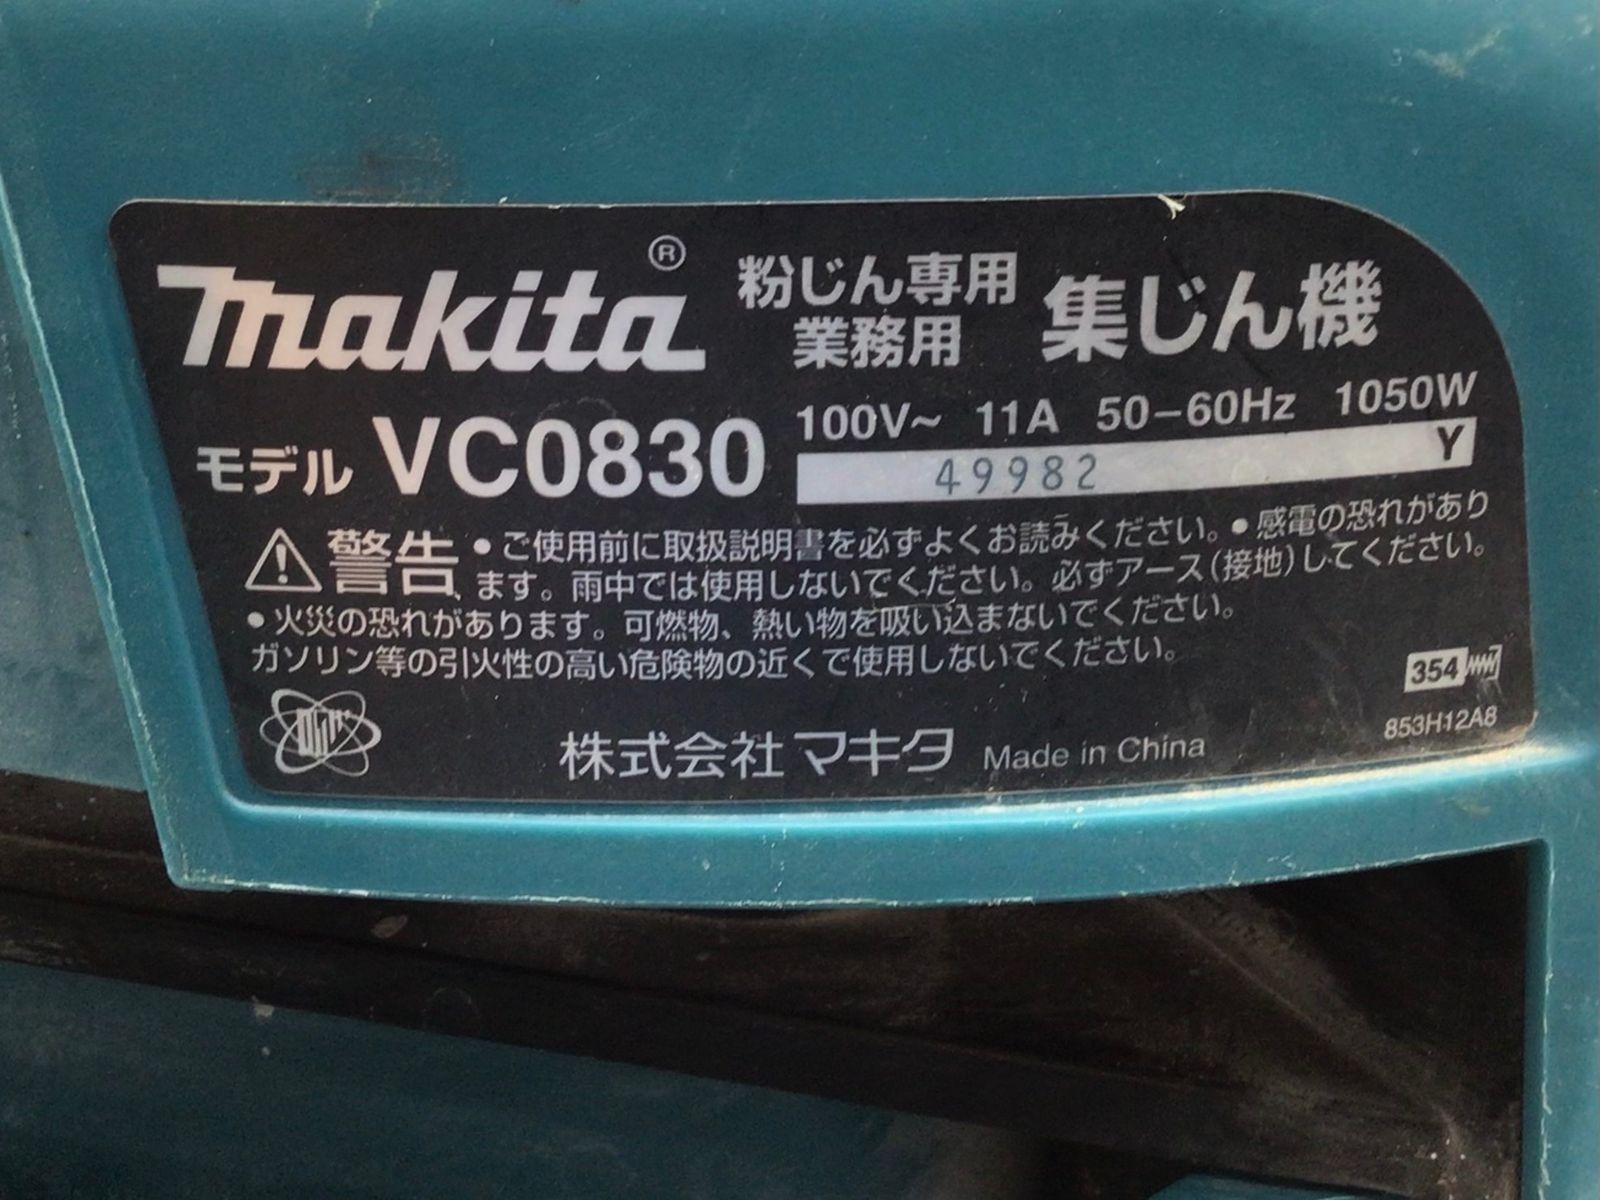 makita®
粉じん専用
業務用
集じん機
モデル VC0830
100V~ 11A 50-60Hz 1050W
49982 Y
警告 ●ご使用前に取扱説明書を必ずよくお読みください。●感電の恐れがあり
ます。雨中では使用しないでください。必ずアース(接地)してください。
●火災の恐れがあります。可燃物、熱い物を吸い込まないでください。
ガソリン等の引火性の高い危険物の近くで使用しないでください。
354
853H12A8
株式会社マキタ Made in China